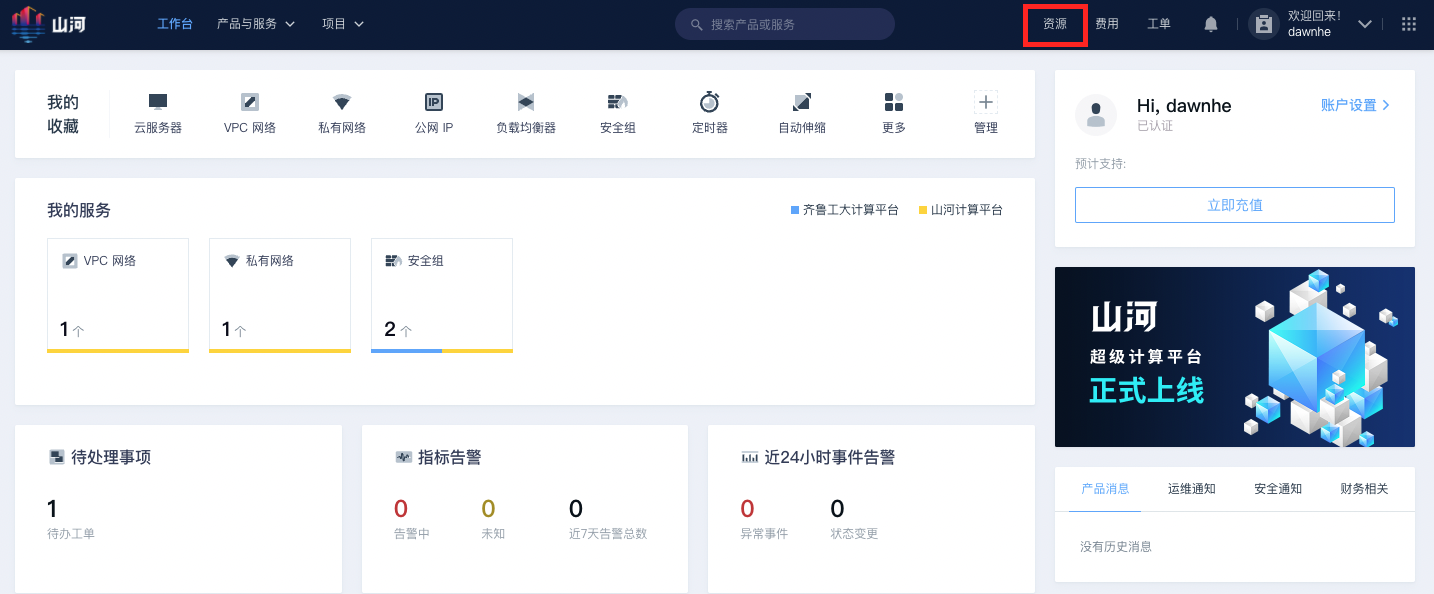 山河
工作台
产品与服务
项目
搜索产品或服务
资源
费用
工单
欢迎回来!
dawnhe
我的
收藏
云服务器
VPC 网络
私有网络
IP
公网 IP
负载均衡器
安全组
定时器
自动伸缩
更多
管理
Hi, dawnhe
已认证
账户设置
预计支持:
立即充值
我的服务
齐鲁工大计算平台
山河计算平台
VPC 网络
1 个
私有网络
1 个
安全组
2 个
山河
超级计算平台
正式上线
待处理事项
1
待办工单
指标告警
0
告警中
0
未知
0
近7天告警总数
近24小时事件告警
0
异常事件
0
状态变更
产品消息
运维通知
安全通知
财务相关
没有历史消息